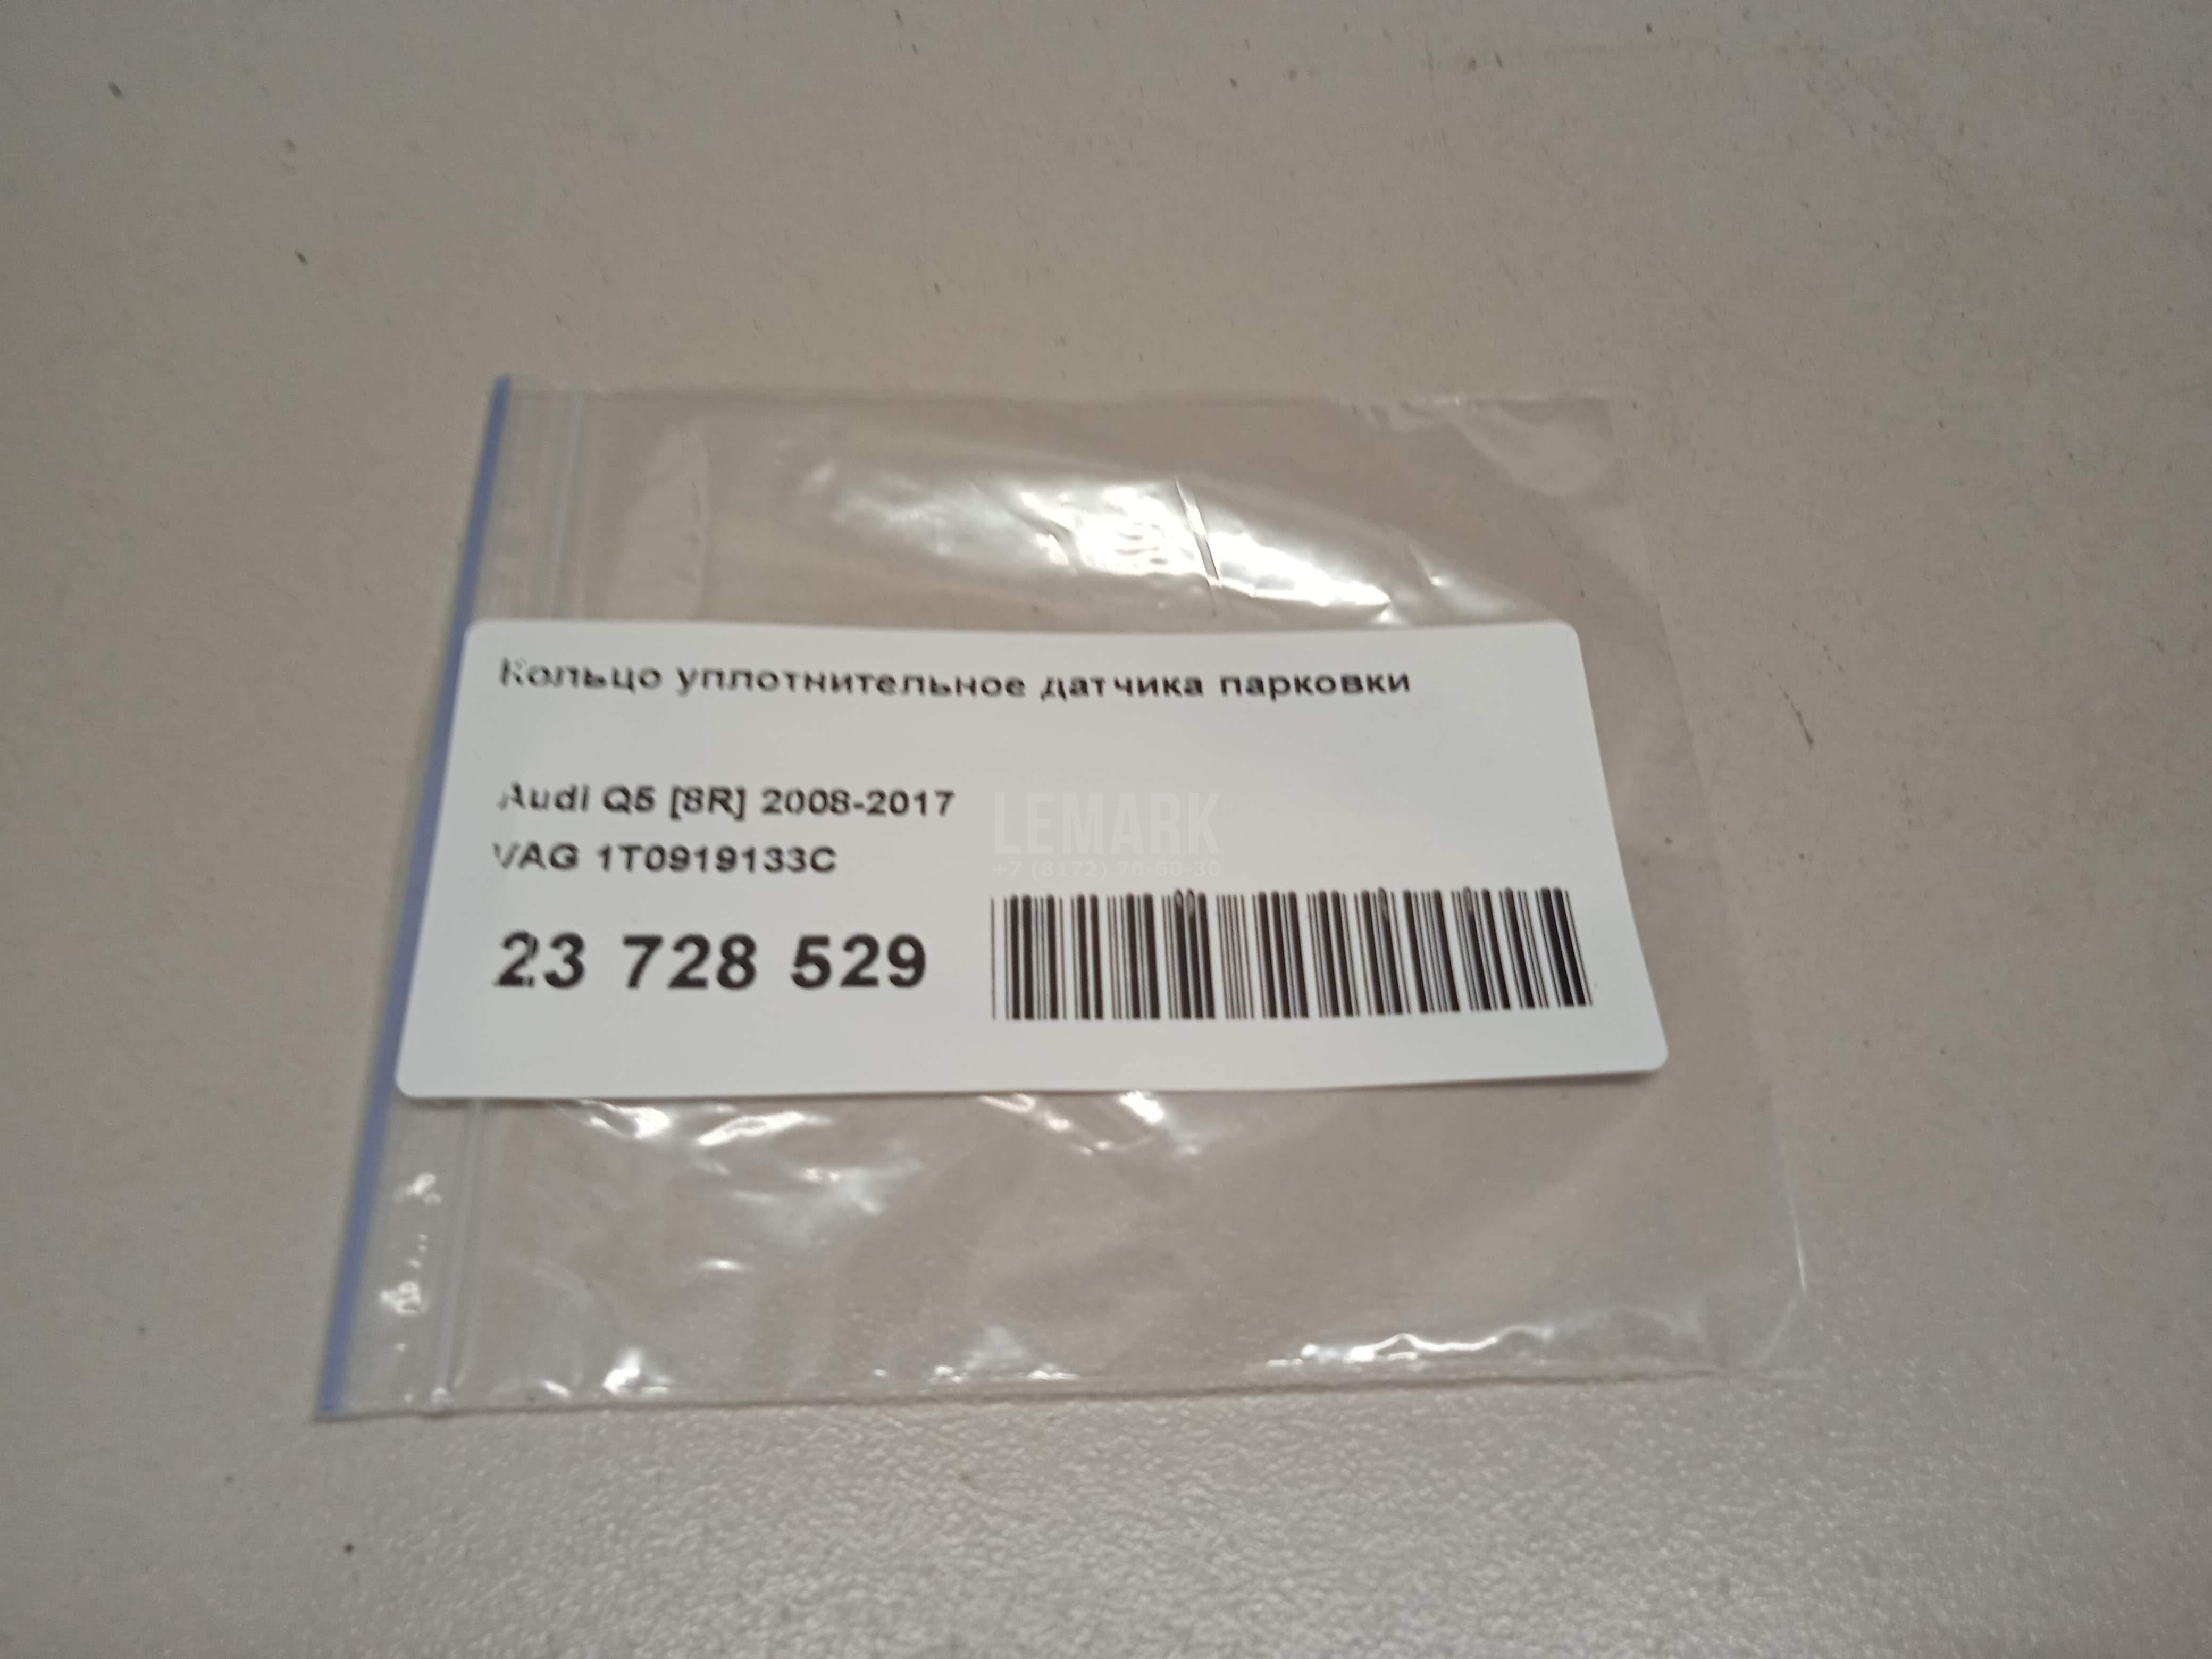 Кольцо уплотнительное датчика парковки
Audi Q5 [8R] 2008-2017
VAG 1T0919133C
LEMARK
+7 (8172) 70-60-30
23 728 529